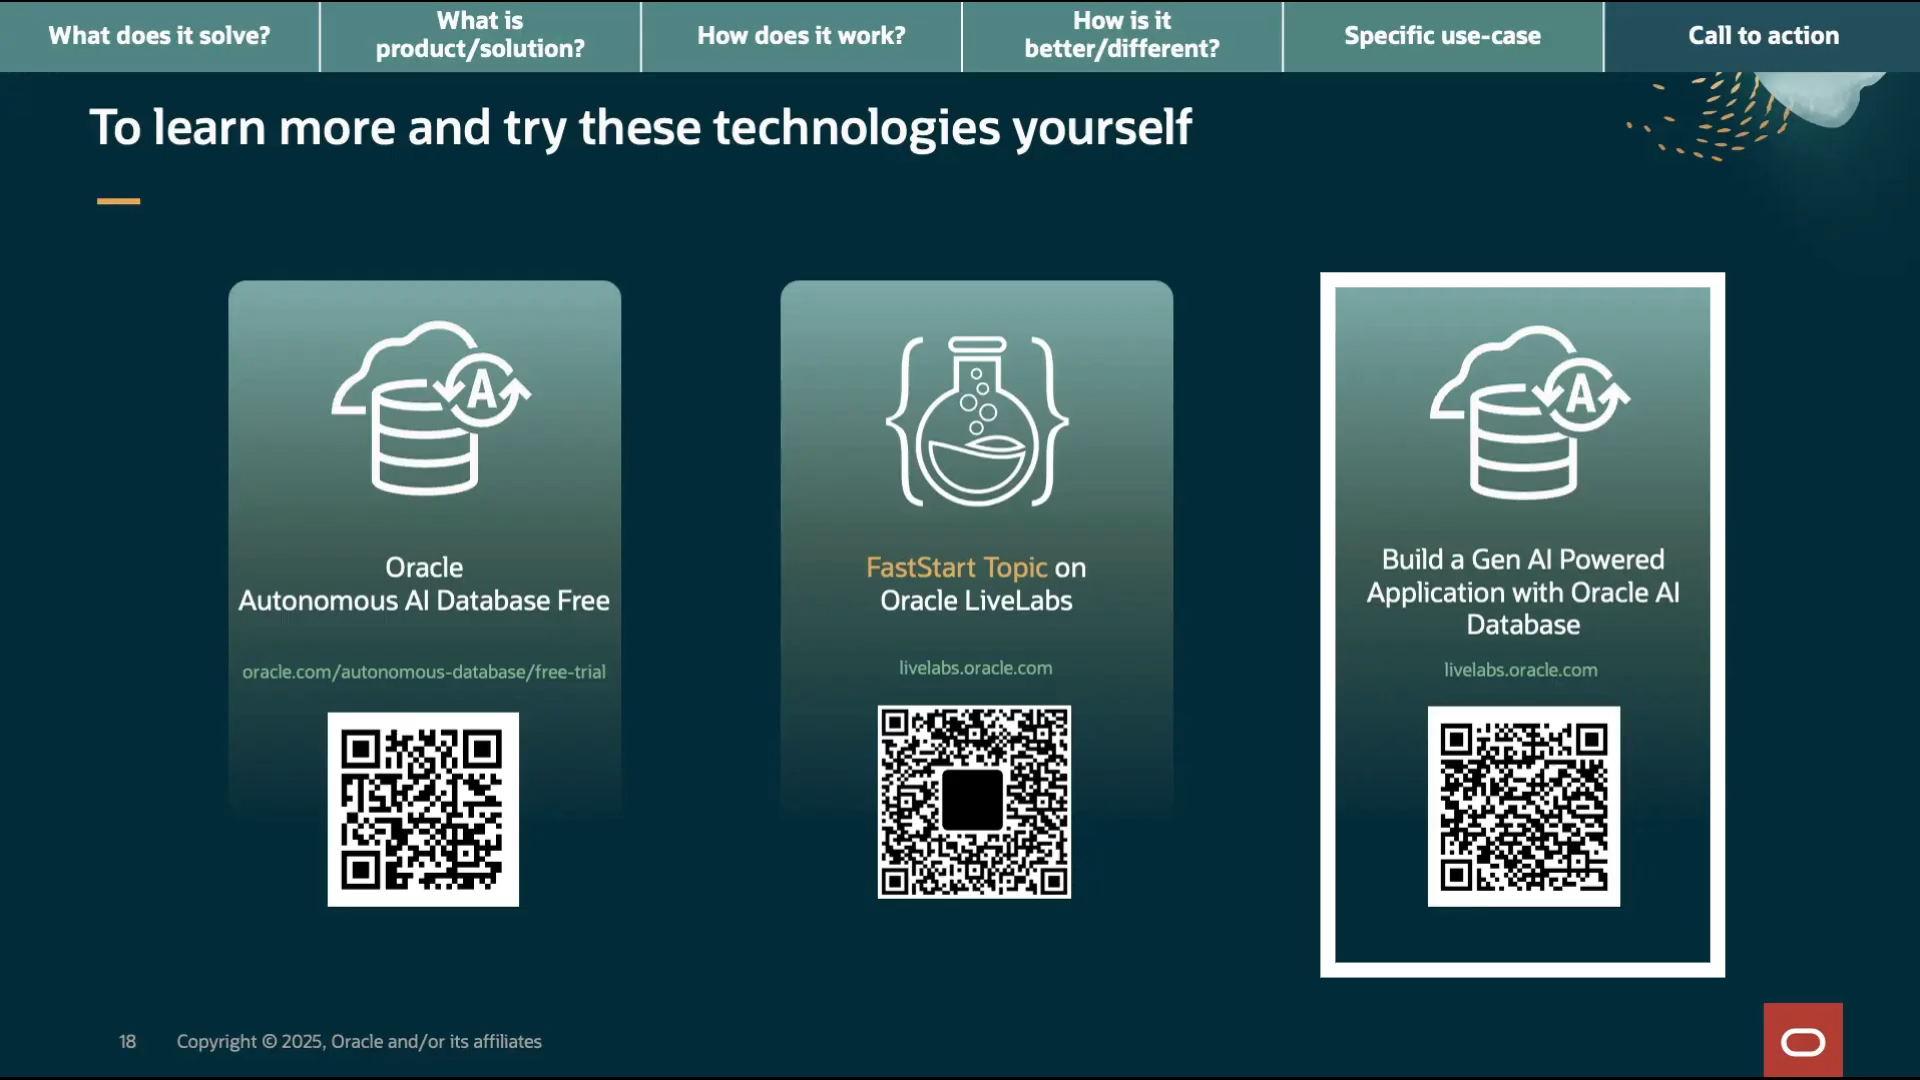 What does it solve?
What is
product/solution?
How does it work?
How is it
better/different?
Specific use-case
Call to action
To learn more and try these technologies yourself
A
Oracle
Autonomous AI Database Free
oracle.com/autonomous-database/free-trial
FastStart Topic on
Oracle LiveLabs
livelabs.oracle.com
A
Build a Gen AI Powered
Application with Oracle AI
Database
livelabs.oracle.com
18
Copyright © 2025, Oracle and/or its affiliates